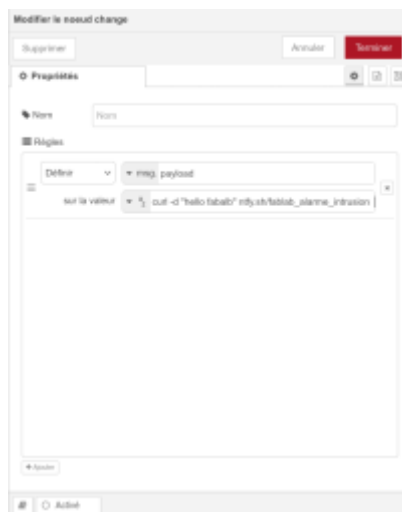 Modifier le noeud change
Supprimer
Annuler
Terminer
Propriétés
Nom
Nom
Règles
Définir
msg. payload
sur la valeur
curl -d "hello fabalb" ntfy.sh/fablab_alarme_intrusion
Ajouter
Activé